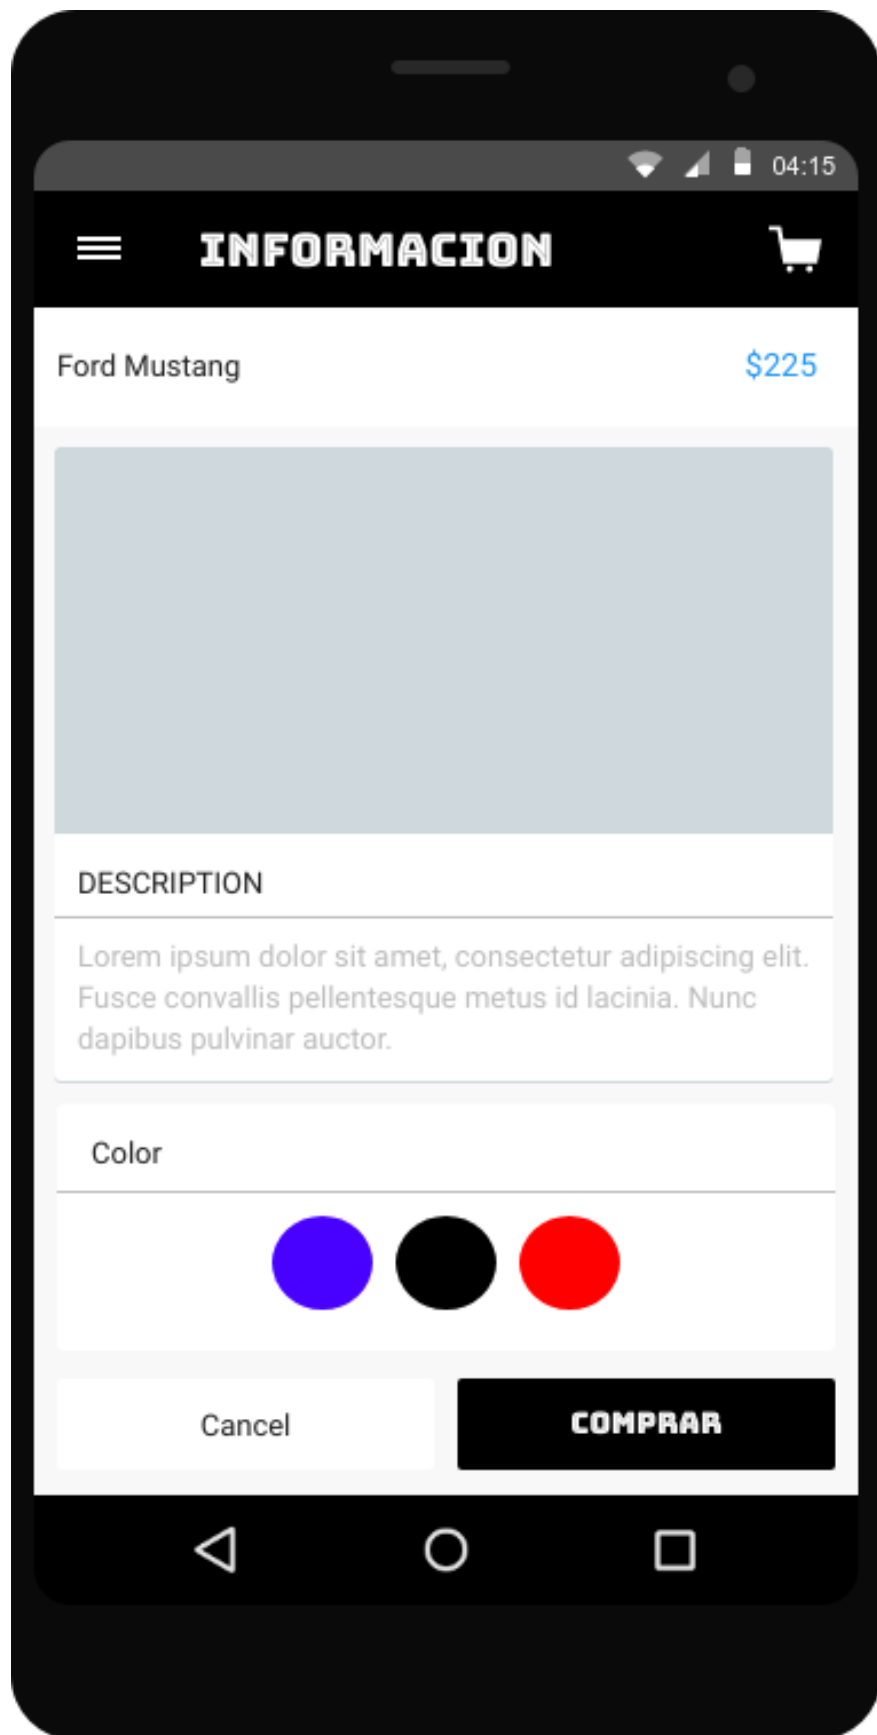 04:15
INFORMACION
Ford Mustang
$225
DESCRIPTION
Lorem ipsum dolor sit amet, consectetur adipiscing elit.
Fusce convallis pellentesque metus id lacinia. Nunc
dapibus pulvinar auctor.
Color
Cancel
COMPRAR